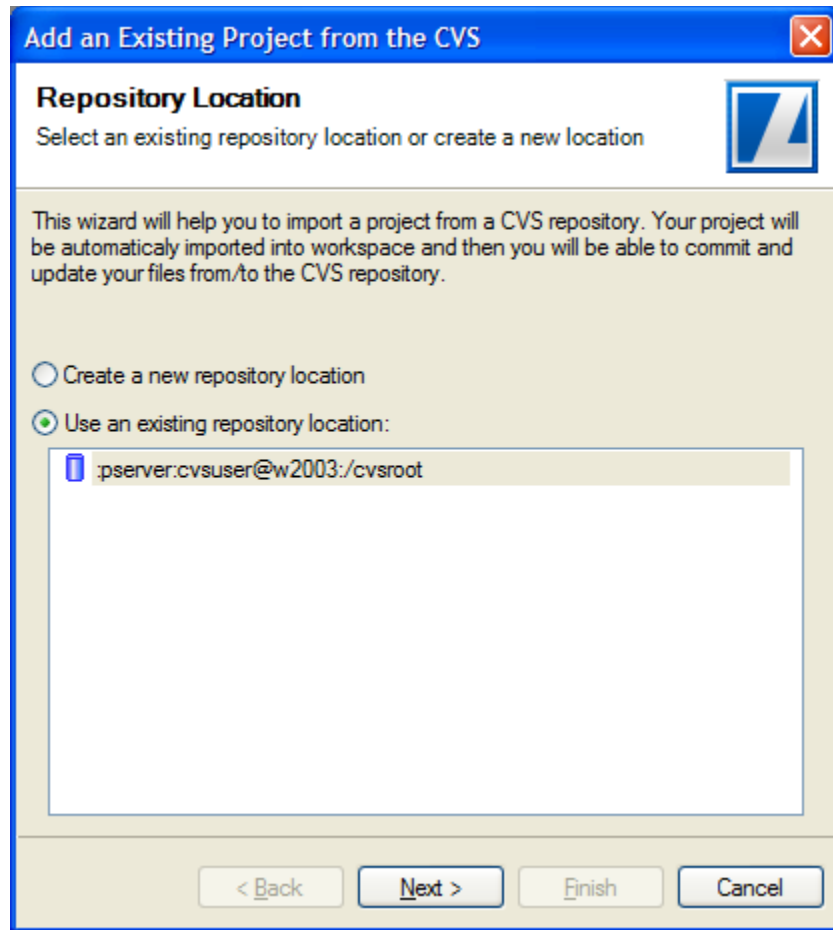 Add an Existing Project from the CVS
Repository Location
Select an existing repository location or create a new location
This wizard will help you to import a project from a CVS repository. Your project will
be automaticaly imported into workspace and then you will be able to commit and
update your files from/to the CVS repository.
Create a new repository location
Use an existing repository location:
:pserver:cvsuser@w2003:/cvsroot
< Back Next > Finish Cancel